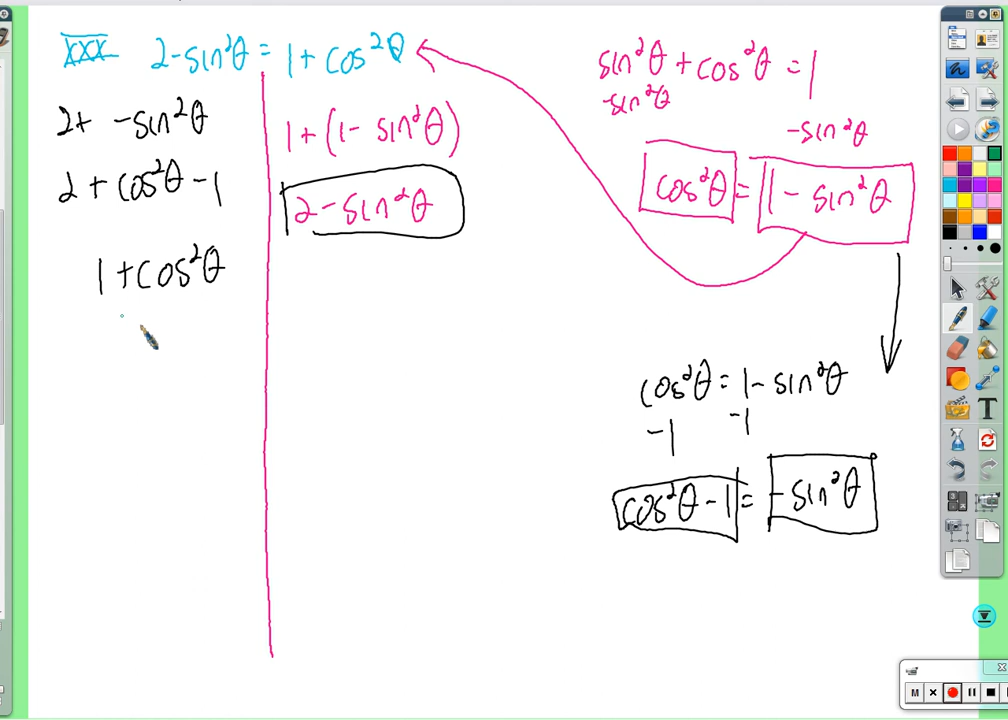 XXX 2-sin²θ = 1 + cos²θ
2 + -sin²θ
2 + cos²θ - 1
1 + cos²θ
1 + (1 - sin²θ)
2 - sin²θ
sin²θ + cos²θ = 1
-sin²θ -sin²θ
cos²θ = 1 - sin²θ
cos²θ = 1 - sin²θ
-1 -1
cos²θ - 1 = -sin²θ
T
M